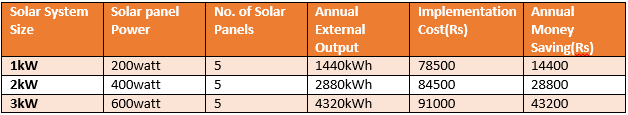 Solar System Size | Solar panel Power | No. of Solar Panels | Annual External Output | Implementation Cost(Rs) | Annual Money Saving(Rs)
1kW | 200watt | 5 | 1440kWh | 78500 | 14400
2kW | 400watt | 5 | 2880kWh | 84500 | 28800
3kW | 600watt | 5 | 4320kWh | 91000 | 43200